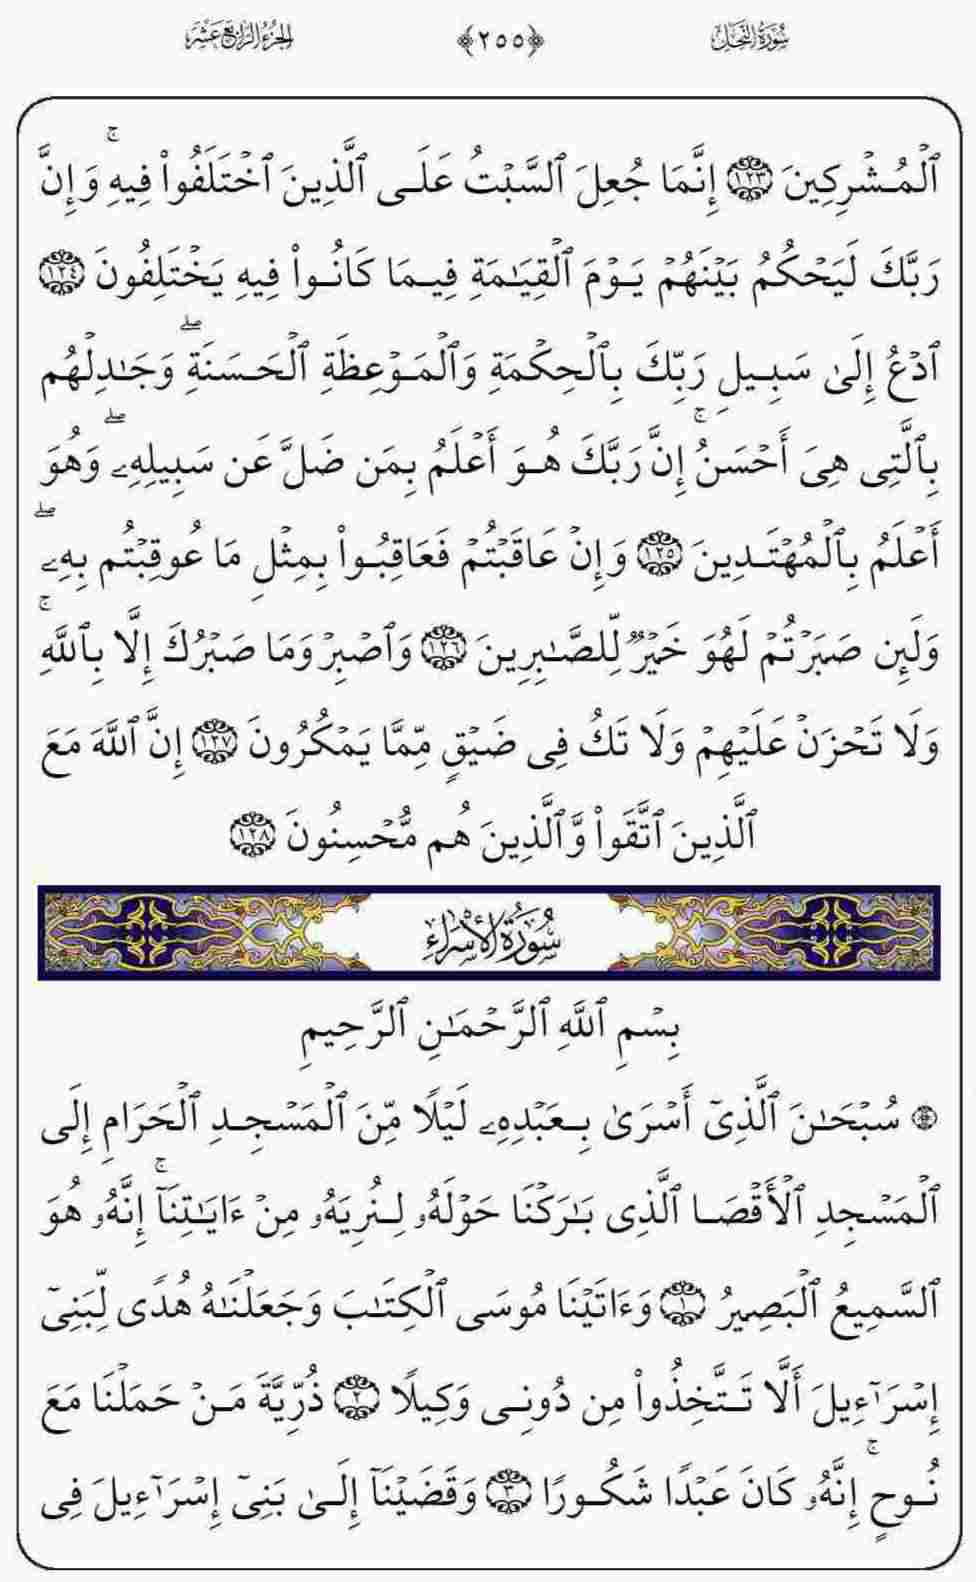 سُورَةُ النَّحْلِ ﴿٢٥٥﴾ الجُزْءُ الرَّابِعَ عَشَرَ
ٱلْمُشْرِكِينَ ١٢٣ إِنَّمَا جُعِلَ ٱلسَّبْتُ عَلَى ٱلَّذِينَ ٱخْتَلَفُوا۟ فِيهِ ۚ وَإِنَّ
رَبَّكَ لَيَحْكُمُ بَيْنَهُمْ يَوْمَ ٱلْقِيَـٰمَةِ فِيمَا كَانُوا۟ فِيهِ يَخْتَلِفُونَ ١٢٤
ٱدْعُ إِلَىٰ سَبِيلِ رَبِّكَ بِٱلْحِكْمَةِ وَٱلْمَوْعِظَةِ ٱلْحَسَنَةِ ۖ وَجَـٰدِلْهُم
بِٱلَّتِى هِىَ أَحْسَنُ ۚ إِنَّ رَبَّكَ هُوَ أَعْلَمُ بِمَن ضَلَّ عَن سَبِيلِهِۦ ۖ وَهُوَ
أَعْلَمُ بِٱلْمُهْتَدِينَ ١٢٥ وَإِنْ عَاقَبْتُمْ فَعَاقِبُوا۟ بِمِثْلِ مَا عُوقِبْتُم بِهِۦ ۖ
وَلَئِن صَبَرْتُمْ لَهُوَ خَيْرٌ لِّلصَّـٰبِرِينَ ١٢٦ وَٱصْبِرْ وَمَا صَبْرُكَ إِلَّا بِٱللَّهِ ۚ
وَلَا تَحْزَنْ عَلَيْهِمْ وَلَا تَكُ فِى ضَيْقٍ مِّمَّا يَمْكُرُونَ ١٢٧ إِنَّ ٱللَّهَ مَعَ
ٱلَّذِينَ ٱتَّقَوا۟ وَّٱلَّذِينَ هُم مُّحْسِنُونَ ١٢٨
سُورَةُ الْإِسْرَاءِ
بِسْمِ ٱللَّهِ ٱلرَّحْمَـٰنِ ٱلرَّحِيمِ
۞ سُبْحَـٰنَ ٱلَّذِىٓ أَسْرَىٰ بِعَبْدِهِۦ لَيْلًا مِّنَ ٱلْمَسْجِدِ ٱلْحَرَامِ إِلَى
ٱلْمَسْجِدِ ٱلْأَقْصَا ٱلَّذِى بَـٰرَكْنَا حَوْلَهُۥ لِنُرِيَهُۥ مِنْ ءَايَـٰتِنَآ ۚ إِنَّهُۥ هُوَ
ٱلسَّمِيعُ ٱلْبَصِيرُ ١ وَءَاتَيْنَا مُوسَى ٱلْكِتَـٰبَ وَجَعَلْنَـٰهُ هُدًى لِّبَنِىٓ
إِسْرَٰٓءِيلَ أَلَّا تَتَّخِذُوا۟ مِن دُونِى وَكِيلًا ٢ ذُرِّيَّةَ مَنْ حَمَلْنَا مَعَ
نُوحٍ ۚ إِنَّهُۥ كَانَ عَبْدًا شَكُورًا ٣ وَقَضَيْنَآ إِلَىٰ بَنِىٓ إِسْرَٰٓءِيلَ فِى